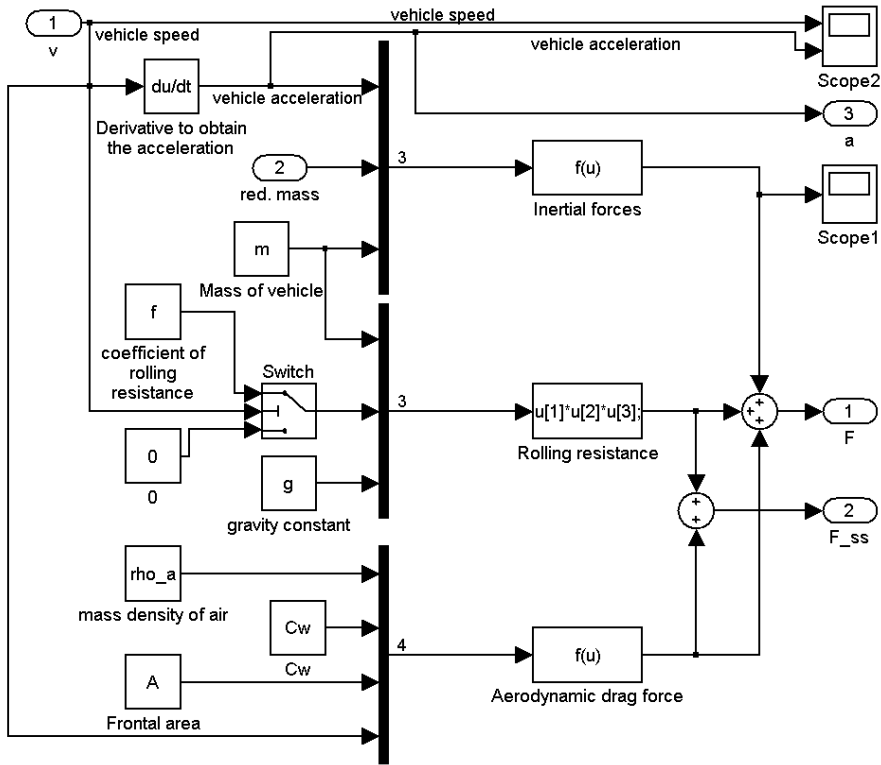 1
v
vehicle speed
vehicle speed
vehicle acceleration
Scope2
du/dt
vehicle acceleration
Derivative to obtain
the acceleration
3
a
2
red. mass
3
f(u)
Inertial forces
Scope1
m
Mass of vehicle
f
coefficient of
rolling
resistance
Switch
3
u[1]*u[2]*u[3];
Rolling resistance
+
+
+
1
F
0
0
g
gravity constant
+
+
2
F_ss
rho_a
mass density of air
Cw
Cw
4
f(u)
Aerodynamic drag force
A
Frontal area